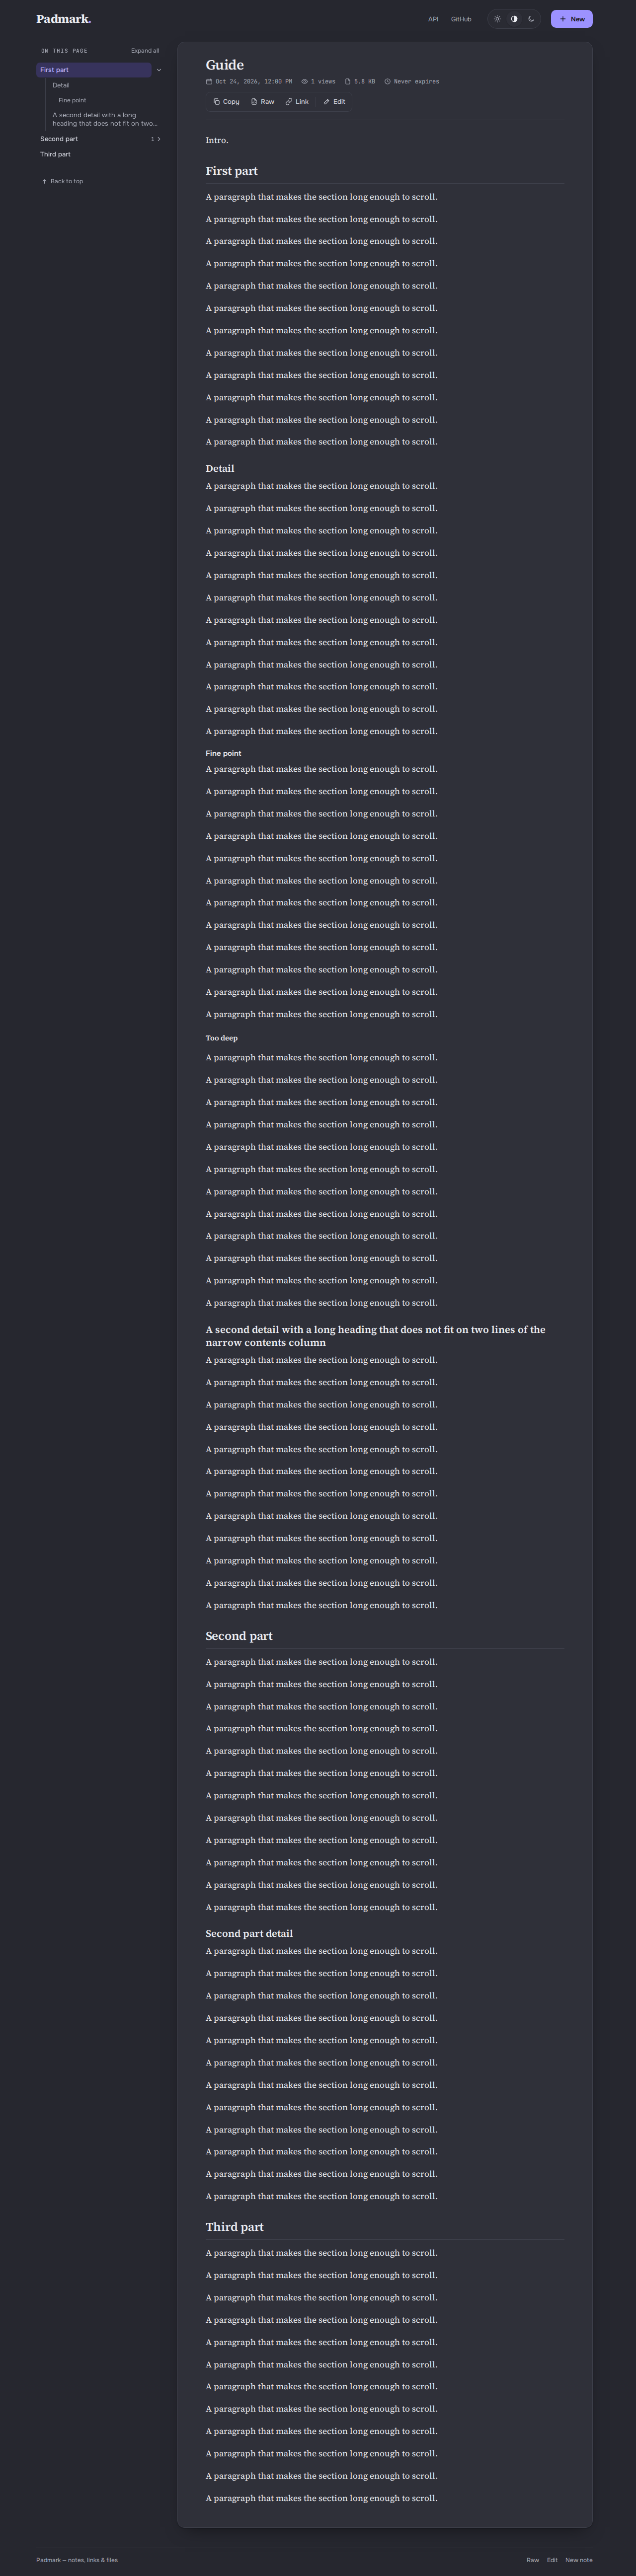 Padmark.
API
GitHub
New
ON THIS PAGE
Expand all
First part
Detail
Fine point
A second detail with a long
heading that does not fit on two…
Second part
1
Third part
Back to top
Guide
Oct 24, 2026, 12:00 PM
1 views
5.8 KB
Never expires
Copy
Raw
Link
Edit
Intro.
First part
A paragraph that makes the section long enough to scroll.
A paragraph that makes the section long enough to scroll.
A paragraph that makes the section long enough to scroll.
A paragraph that makes the section long enough to scroll.
A paragraph that makes the section long enough to scroll.
A paragraph that makes the section long enough to scroll.
A paragraph that makes the section long enough to scroll.
A paragraph that makes the section long enough to scroll.
A paragraph that makes the section long enough to scroll.
A paragraph that makes the section long enough to scroll.
A paragraph that makes the section long enough to scroll.
A paragraph that makes the section long enough to scroll.
Detail
A paragraph that makes the section long enough to scroll.
A paragraph that makes the section long enough to scroll.
A paragraph that makes the section long enough to scroll.
A paragraph that makes the section long enough to scroll.
A paragraph that makes the section long enough to scroll.
A paragraph that makes the section long enough to scroll.
A paragraph that makes the section long enough to scroll.
A paragraph that makes the section long enough to scroll.
A paragraph that makes the section long enough to scroll.
A paragraph that makes the section long enough to scroll.
A paragraph that makes the section long enough to scroll.
A paragraph that makes the section long enough to scroll.
Fine point
A paragraph that makes the section long enough to scroll.
A paragraph that makes the section long enough to scroll.
A paragraph that makes the section long enough to scroll.
A paragraph that makes the section long enough to scroll.
A paragraph that makes the section long enough to scroll.
A paragraph that makes the section long enough to scroll.
A paragraph that makes the section long enough to scroll.
A paragraph that makes the section long enough to scroll.
A paragraph that makes the section long enough to scroll.
A paragraph that makes the section long enough to scroll.
A paragraph that makes the section long enough to scroll.
A paragraph that makes the section long enough to scroll.
Too deep
A paragraph that makes the section long enough to scroll.
A paragraph that makes the section long enough to scroll.
A paragraph that makes the section long enough to scroll.
A paragraph that makes the section long enough to scroll.
A paragraph that makes the section long enough to scroll.
A paragraph that makes the section long enough to scroll.
A paragraph that makes the section long enough to scroll.
A paragraph that makes the section long enough to scroll.
A paragraph that makes the section long enough to scroll.
A paragraph that makes the section long enough to scroll.
A paragraph that makes the section long enough to scroll.
A paragraph that makes the section long enough to scroll.
A second detail with a long heading that does not fit on two lines of the
narrow contents column
A paragraph that makes the section long enough to scroll.
A paragraph that makes the section long enough to scroll.
A paragraph that makes the section long enough to scroll.
A paragraph that makes the section long enough to scroll.
A paragraph that makes the section long enough to scroll.
A paragraph that makes the section long enough to scroll.
A paragraph that makes the section long enough to scroll.
A paragraph that makes the section long enough to scroll.
A paragraph that makes the section long enough to scroll.
A paragraph that makes the section long enough to scroll.
A paragraph that makes the section long enough to scroll.
A paragraph that makes the section long enough to scroll.
Second part
A paragraph that makes the section long enough to scroll.
A paragraph that makes the section long enough to scroll.
A paragraph that makes the section long enough to scroll.
A paragraph that makes the section long enough to scroll.
A paragraph that makes the section long enough to scroll.
A paragraph that makes the section long enough to scroll.
A paragraph that makes the section long enough to scroll.
A paragraph that makes the section long enough to scroll.
A paragraph that makes the section long enough to scroll.
A paragraph that makes the section long enough to scroll.
A paragraph that makes the section long enough to scroll.
A paragraph that makes the section long enough to scroll.
Second part detail
A paragraph that makes the section long enough to scroll.
A paragraph that makes the section long enough to scroll.
A paragraph that makes the section long enough to scroll.
A paragraph that makes the section long enough to scroll.
A paragraph that makes the section long enough to scroll.
A paragraph that makes the section long enough to scroll.
A paragraph that makes the section long enough to scroll.
A paragraph that makes the section long enough to scroll.
A paragraph that makes the section long enough to scroll.
A paragraph that makes the section long enough to scroll.
A paragraph that makes the section long enough to scroll.
A paragraph that makes the section long enough to scroll.
Third part
A paragraph that makes the section long enough to scroll.
A paragraph that makes the section long enough to scroll.
A paragraph that makes the section long enough to scroll.
A paragraph that makes the section long enough to scroll.
A paragraph that makes the section long enough to scroll.
A paragraph that makes the section long enough to scroll.
A paragraph that makes the section long enough to scroll.
A paragraph that makes the section long enough to scroll.
A paragraph that makes the section long enough to scroll.
A paragraph that makes the section long enough to scroll.
A paragraph that makes the section long enough to scroll.
A paragraph that makes the section long enough to scroll.
Padmark — notes, links & files
Raw
Edit
New note